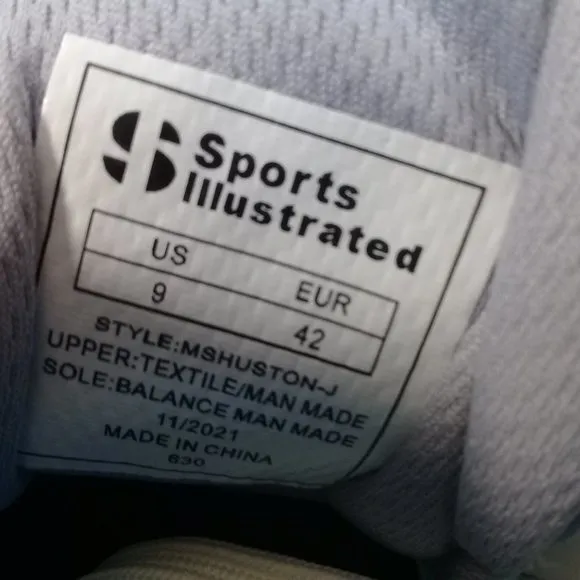 Sports
Illustrated
US EUR
9 42
STYLE:MSHUSTON-J
UPPER:TEXTILE/MAN MADE
SOLE:BALANCE MAN MADE
11/2021
MADE IN CHINA
630